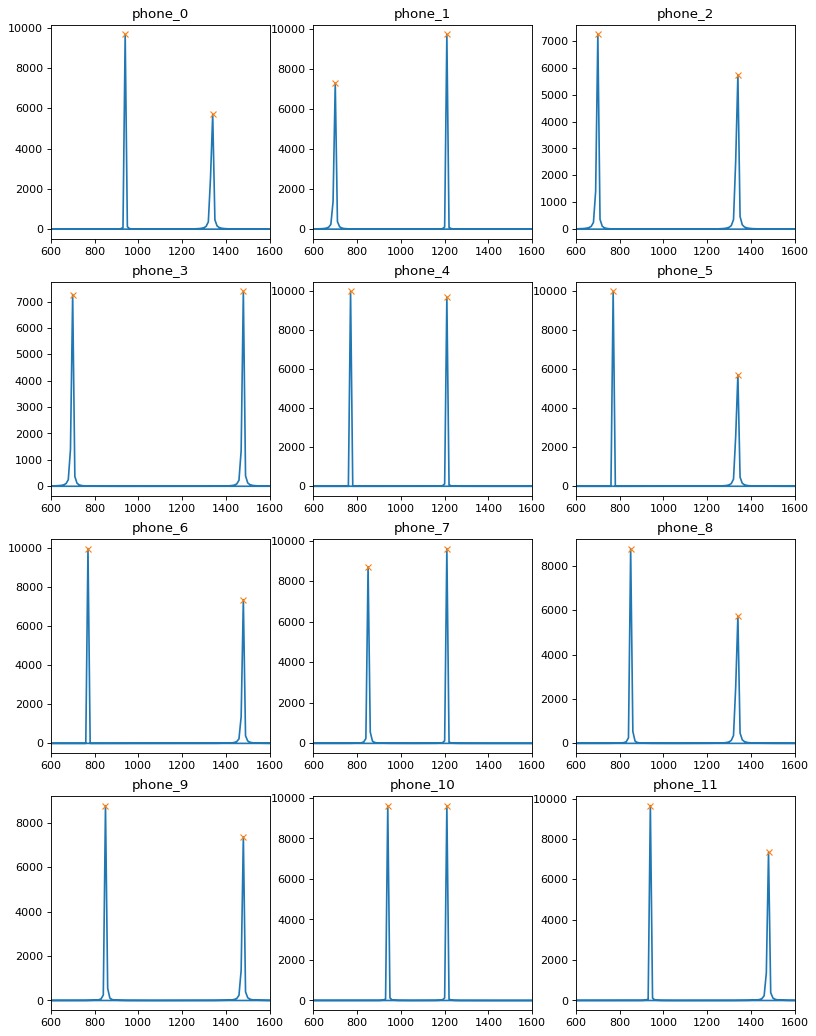 phone_0 phone_1 phone_2
10000 10000 7000
8000 8000 6000
6000 6000 5000
4000 4000 4000
2000 2000 3000
0 0 2000
1000
0
600 800 1000 1200 1400 1600 600 800 1000 1200 1400 1600 600 800 1000 1200 1400 1600
phone_3 phone_4 phone_5
7000 10000 10000
6000 8000 8000
5000 6000 6000
4000 4000 4000
3000 2000 2000
2000 0 0
1000
0
600 800 1000 1200 1400 1600 600 800 1000 1200 1400 1600 600 800 1000 1200 1400 1600
phone_6 phone_7 phone_8
10000 10000 8000
8000 8000 6000
6000 6000 4000
4000 4000 2000
2000 2000 0
0 0
600 800 1000 1200 1400 1600 600 800 1000 1200 1400 1600 600 800 1000 1200 1400 1600
phone_9 phone_10 phone_11
8000 10000 10000
6000 8000 8000
4000 6000 6000
2000 4000 4000
0 2000 2000
0 0
600 800 1000 1200 1400 1600 600 800 1000 1200 1400 1600 600 800 1000 1200 1400 1600